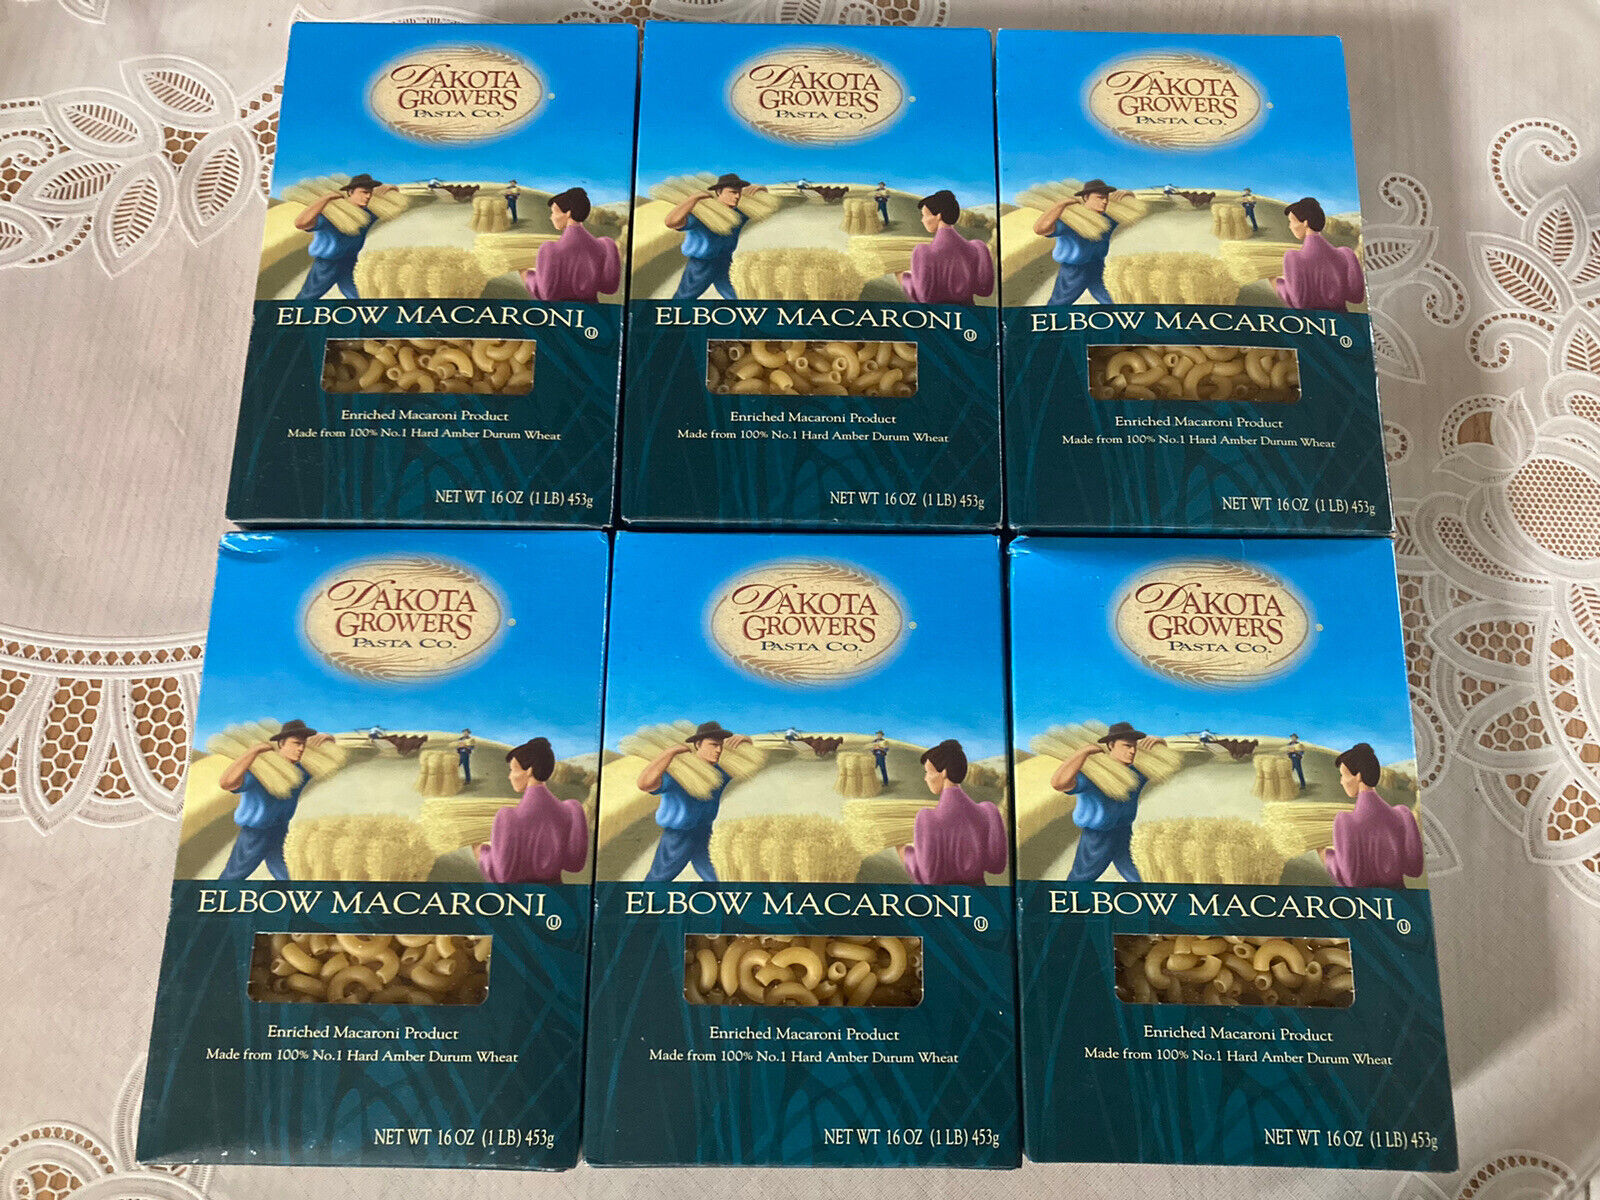 DAKOTA
GROWERS
PASTA CO.
ELBOW MACARONI
Enriched Macaroni Product
Made from 100% No.1 Hard Amber Durum Wheat
NET WT 16 OZ (1 LB) 453g
DAKOTA
GROWERS
PASTA CO.
ELBOW MACARONI
Enriched Macaroni Product
Made from 100% No.1 Hard Amber Durum Wheat
NET WT 16 OZ (1 LB) 453g
DAKOTA
GROWERS
PASTA CO.
ELBOW MACARONI
Enriched Macaroni Product
Made from 100% No.1 Hard Amber Durum Wheat
NET WT 16 OZ (1 LB) 453g
DAKOTA
GROWERS
PASTA CO.
ELBOW MACARONI
Enriched Macaroni Product
Made from 100% No.1 Hard Amber Durum Wheat
NET WT 16 OZ (1 LB) 453g
DAKOTA
GROWERS
PASTA CO.
ELBOW MACARONI
Enriched Macaroni Product
Made from 100% No.1 Hard Amber Durum Wheat
NET WT 16 OZ (1 LB) 453g
DAKOTA
GROWERS
PASTA CO.
ELBOW MACARONI
Enriched Macaroni Product
Made from 100% No.1 Hard Amber Durum Wheat
NET WT 16 OZ (1 LB) 453g